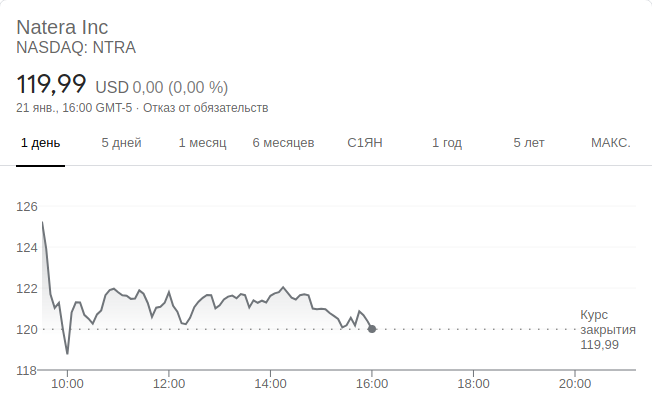 Natera Inc
NASDAQ: NTRA
119,99 USD 0,00 (0,00 %)
21 янв., 16:00 GMT-5 · Отказ от обязательств
1 день 5 дней 1 месяц 6 месяцев С1ЯН 1 год 5 лет МАКС.
126
124
122
120
118
Курс
закрытия
119,99
10:00 12:00 14:00 16:00 18:00 20:00